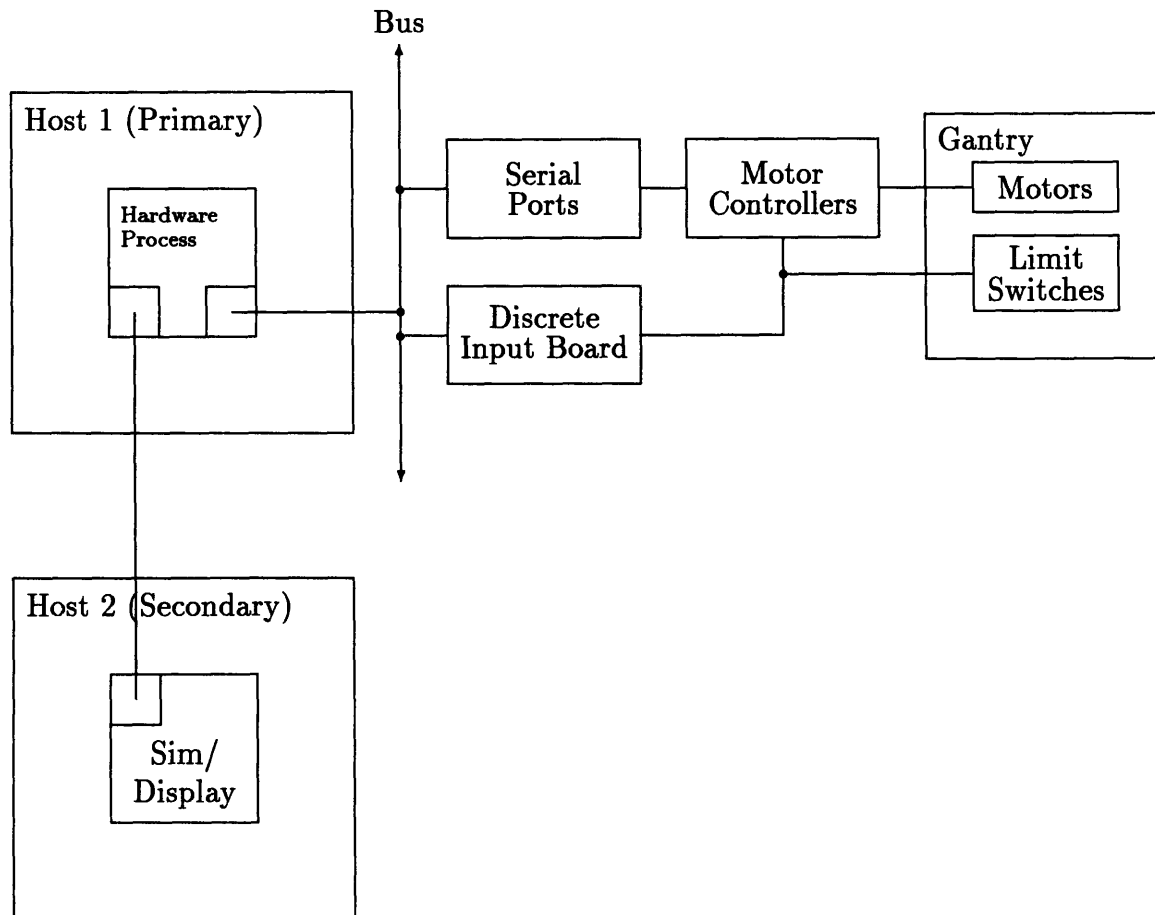 Bus
Host 1 (Primary)
Hardware
Process
Serial
Ports
Motor
Controllers
Gantry
Motors
Limit
Switches
Discrete
Input Board
Host 2 (Secondary)
Sim/
Display